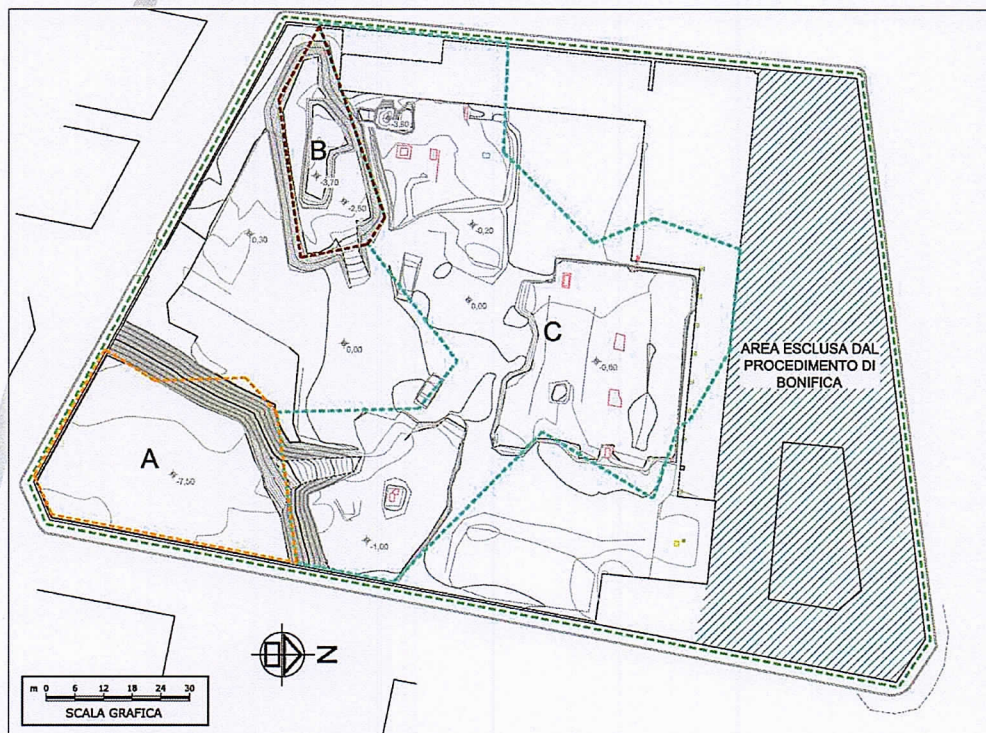 -3,60
B
-3,70
-2,50
0,30
-0,20
0,00
C
0,00
-0,60
AREA ESCLUSA DAL
PROCEDIMENTO DI
BONIFICA
A
-7,50
-1,00
N
m 0 6 12 18 24 30
SCALA GRAFICA